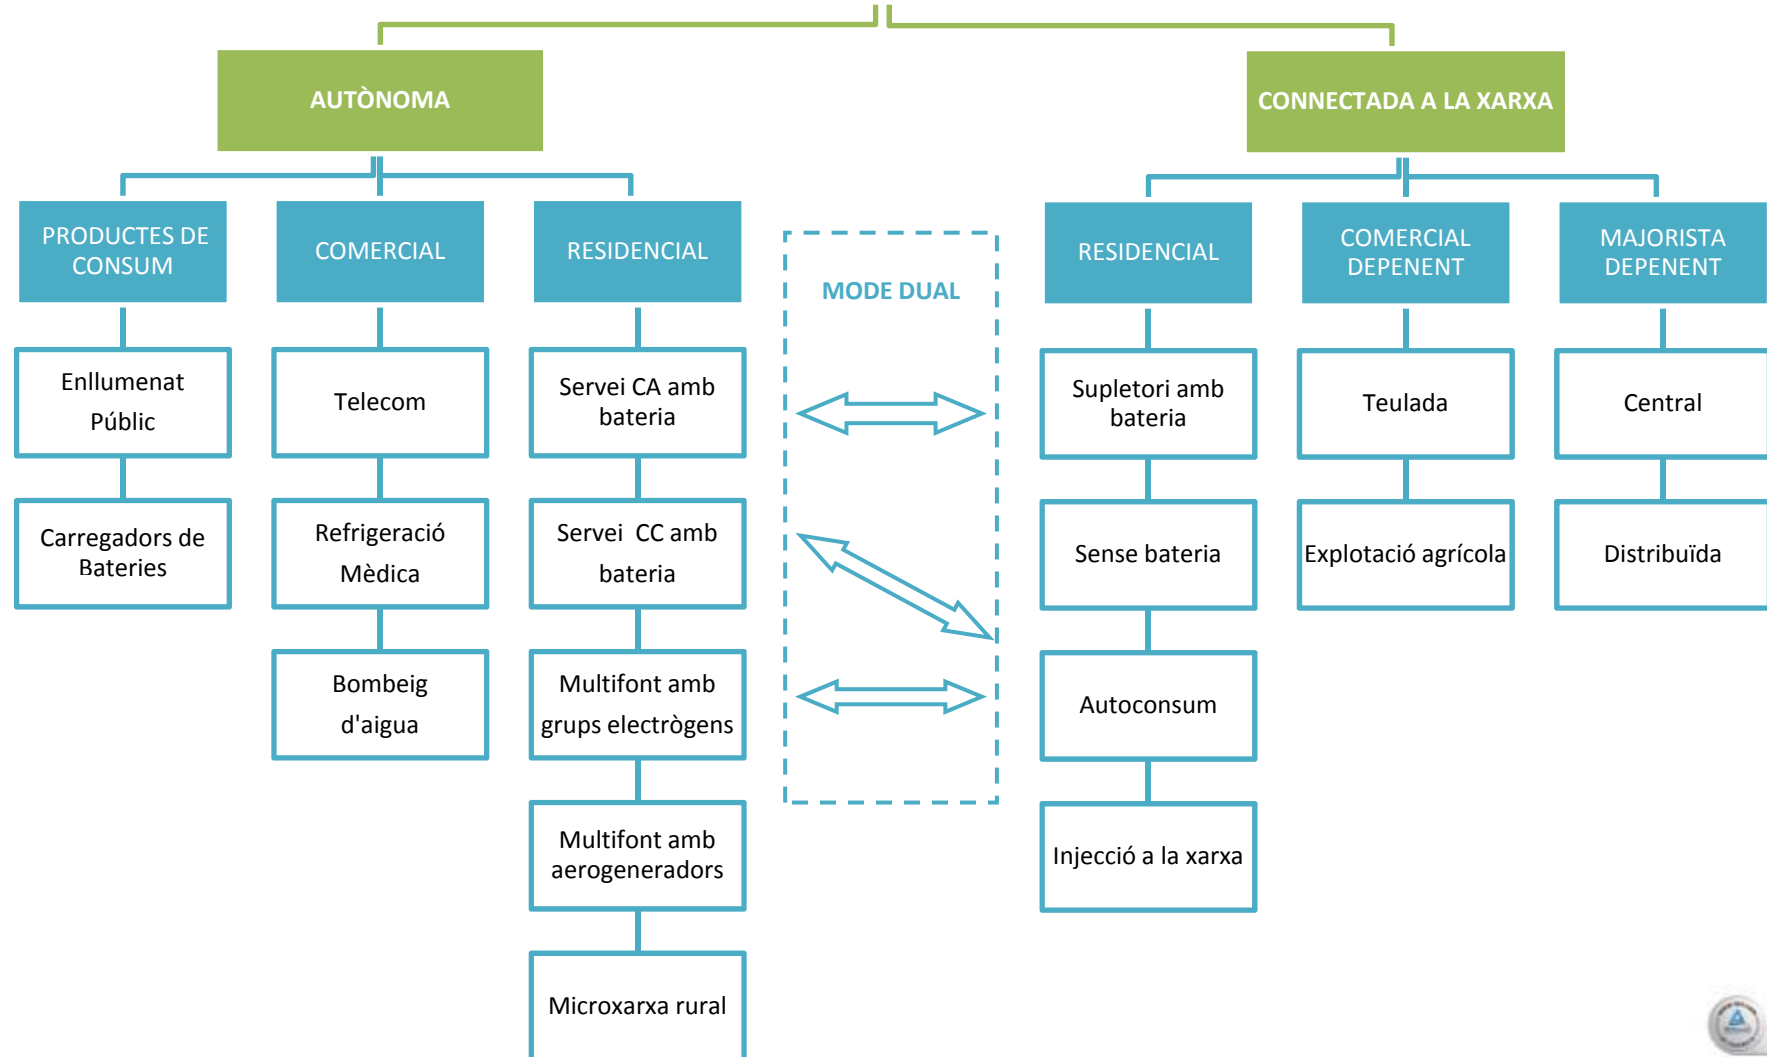 AUTÒNOMA
CONNECTADA A LA XARXA
PRODUCTES DE
CONSUM
COMERCIAL
RESIDENCIAL
MODE DUAL
RESIDENCIAL
COMERCIAL
DEPENENT
MAJORISTA
DEPENENT
Enllumenat
Públic
Telecom
Servei CA amb
bateria
Supletori amb
bateria
Teulada
Central
Carregadors de
Bateries
Refrigeració
Mèdica
Servei CC amb
bateria
Sense bateria
Explotació agrícola
Distribuïda
Bombeig
d'aigua
Multifont amb
grups electrògens
Autoconsum
Multifont amb
aerogeneradors
Injecció a la xarxa
Microxarxa rural